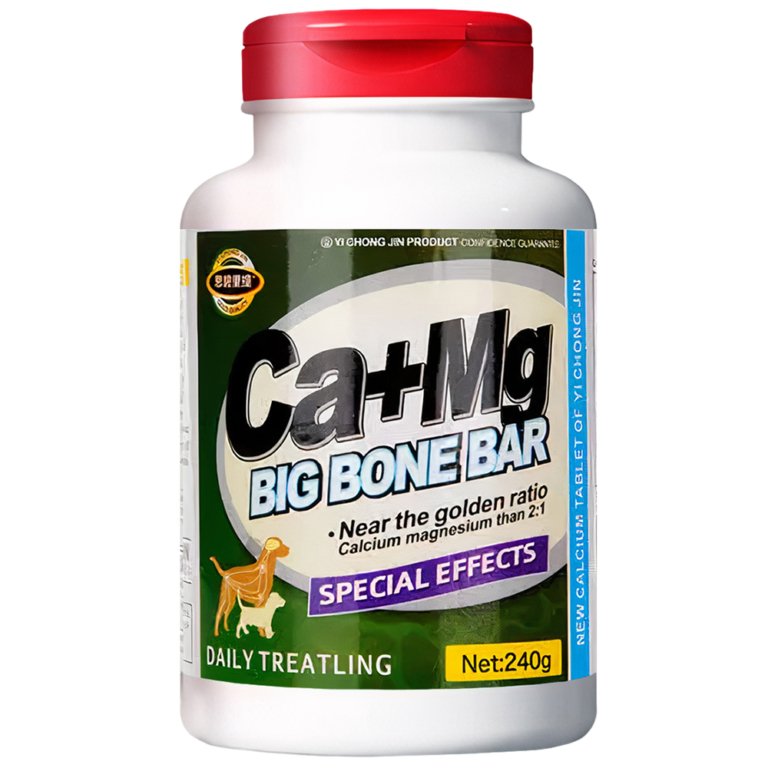 YI CHONG JIN PRODUCT CONFIDENCE GUARANTEE
Ca+Mg
BIG BONE BAR
• Near the golden ratio
Calcium magnesium than 2:1
SPECIAL EFFECTS
DAILY TREATLING
Net:240g
NEW CALCIUM TABLET OF YI CHONG JIN